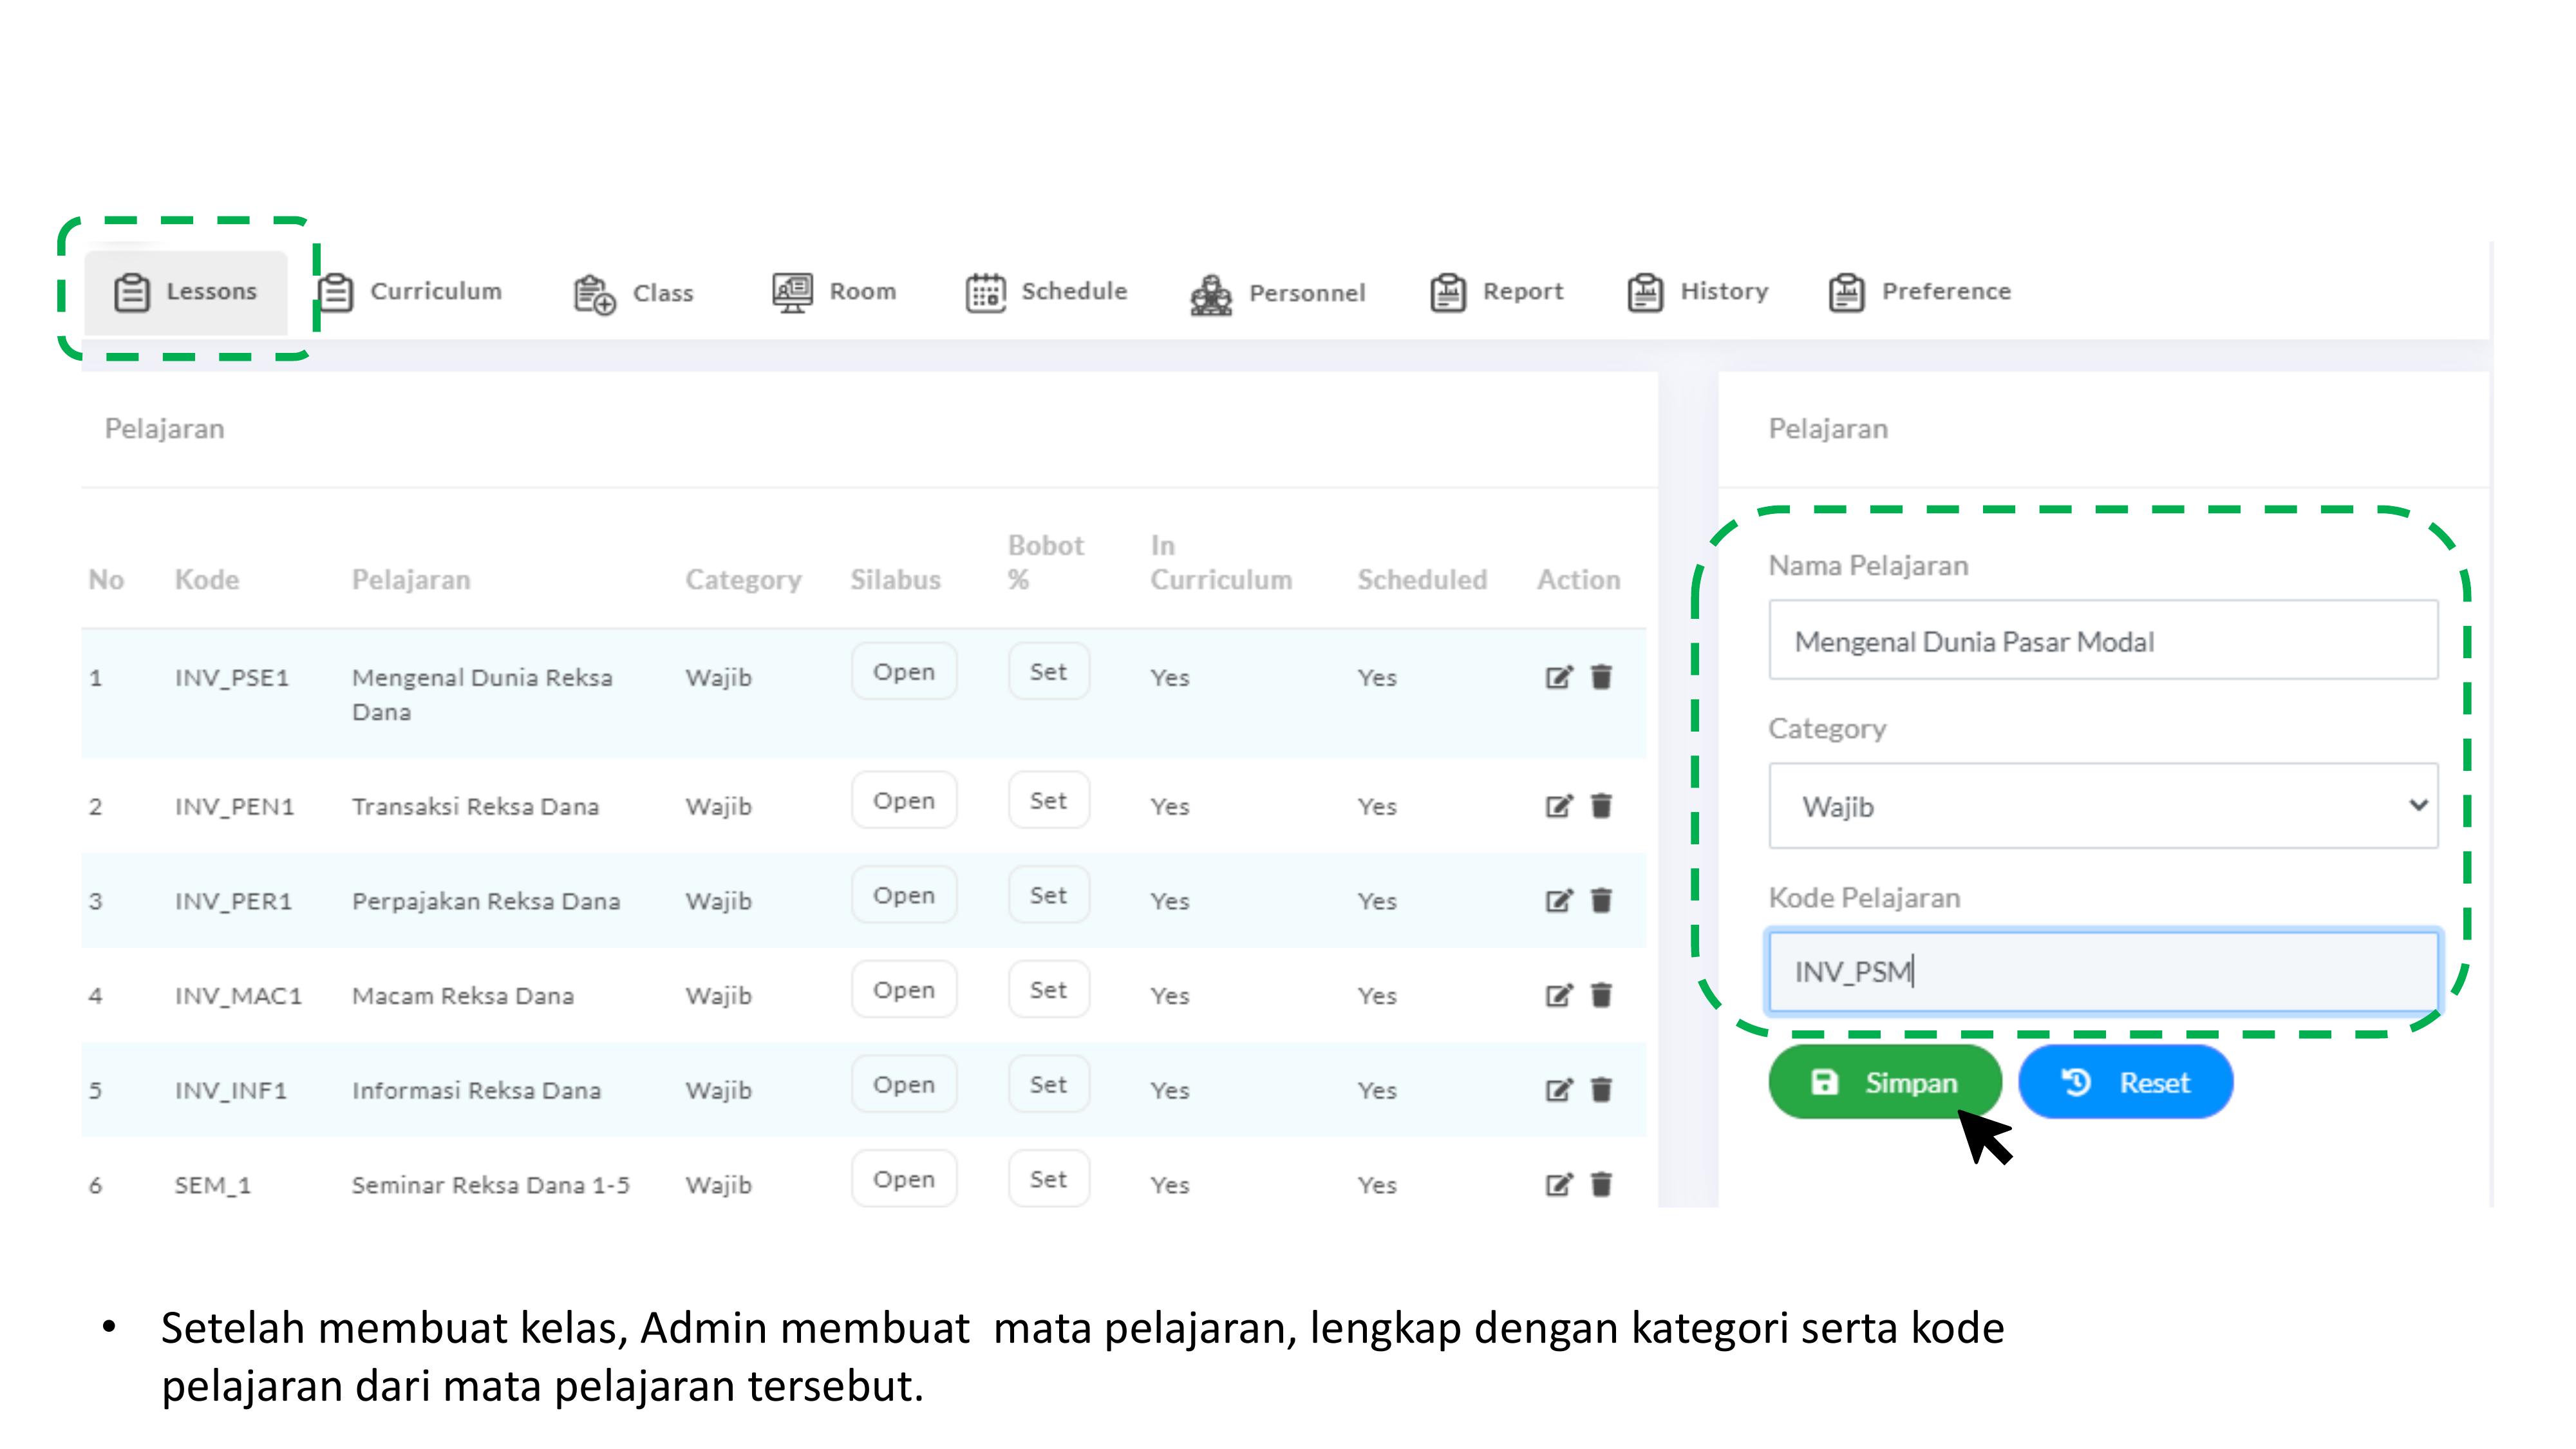 Lessons Curriculum Class Room Schedule Personnel Report History Preference
Pelajaran
No Kode Pelajaran Category Silabus Bobot % In Curriculum Scheduled Action
1 INV_PSE1 Mengenal Dunia Reksa Dana Wajib Open Set Yes Yes
2 INV_PEN1 Transaksi Reksa Dana Wajib Open Set Yes Yes
3 INV_PER1 Perpajakan Reksa Dana Wajib Open Set Yes Yes
4 INV_MAC1 Macam Reksa Dana Wajib Open Set Yes Yes
5 INV_INF1 Informasi Reksa Dana Wajib Open Set Yes Yes
6 SEM_1 Seminar Reksa Dana 1-5 Wajib Open Set Yes Yes
Pelajaran
Nama Pelajaran
Mengenal Dunia Pasar Modal
Category
Wajib
Kode Pelajaran
INV_PSM
Simpan Reset
• Setelah membuat kelas, Admin membuat  mata pelajaran, lengkap dengan kategori serta kode
pelajaran dari mata pelajaran tersebut.